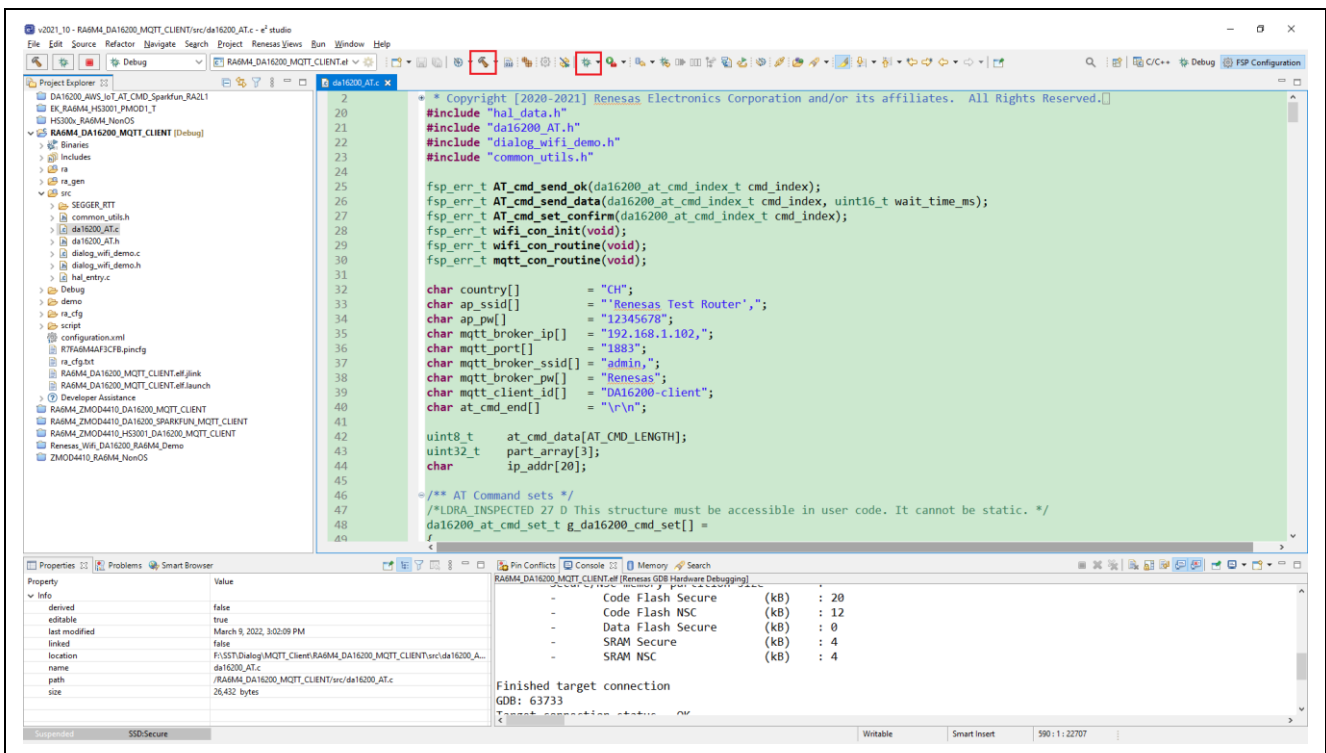 v2021_10 - RA6M4_DA16200_MQTT_CLIENT/src/da16200_AT.c - e² studio
File Edit Source Refactor Navigate Search Project Renesas Views Run Window Help
Debug RA6M4_DA16200_MQTT_CLIENT.el C/C++ Debug FSP Configuration
Project Explorer
DA16200_AWS_IoT_AT_CMD_Sparkfun_RA2L1
EK_RA6M4_HS3001_PMOD1_T
HS300x_RA6M4_NonOS
RA6M4_DA16200_MQTT_CLIENT [Debug]
Binaries
Includes
ra
ra_gen
src
SEGGER_RTT
common_utils.h
da16200_AT.c
da16200_AT.h
dialog_wifi_demo.c
dialog_wifi_demo.h
hal_entry.c
Debug
demo
ra_cfg
script
configuration.xml
R7FA6M4AF3CFB.pincfg
ra_cfg.txt
RA6M4_DA16200_MQTT_CLIENT.elf.jlink
RA6M4_DA16200_MQTT_CLIENT.elf.launch
Developer Assistance
RA6M4_ZMOD4410_DA16200_MQTT_CLIENT
RA6M4_ZMOD4410_DA16200_SPARKFUN_MQTT_CLIENT
RA6M4_ZMOD4410_HS3001_DA16200_MQTT_CLIENT
Renesas_Wifi_DA16200_RA6M4_Demo
ZMOD4410_RA6M4_NonOS
da16200_AT.c
2 * Copyright [2020-2021] Renesas Electronics Corporation and/or its affiliates. All Rights Reserved.
20 #include "hal_data.h"
21 #include "da16200_AT.h"
22 #include "dialog_wifi_demo.h"
23 #include "common_utils.h"
24
25 fsp_err_t AT_cmd_send_ok(da16200_at_cmd_index_t cmd_index);
26 fsp_err_t AT_cmd_send_data(da16200_at_cmd_index_t cmd_index, uint16_t wait_time_ms);
27 fsp_err_t AT_cmd_set_confirm(da16200_at_cmd_index_t cmd_index);
28 fsp_err_t wifi_con_init(void);
29 fsp_err_t wifi_con_routine(void);
30 fsp_err_t mqtt_con_routine(void);
31
32 char country[] = "CH";
33 char ap_ssid[] = "'Renesas Test Router',";
34 char ap_pw[] = "12345678";
35 char mqtt_broker_ip[] = "192.168.1.102,";
36 char mqtt_port[] = "1883";
37 char mqtt_broker_ssid[] = "admin,";
38 char mqtt_broker_pw[] = "Renesas";
39 char mqtt_client_id[] = "DA16200-client";
40 char at_cmd_end[] = "\r\n";
41
42 uint8_t at_cmd_data[AT_CMD_LENGTH];
43 uint32_t part_array[3];
44 char ip_addr[20];
45
46 /** AT Command sets */
47 /*LDRA_INSPECTED 27 D This structure must be accessible in user code. It cannot be static. */
48 da16200_at_cmd_set_t g_da16200_cmd_set[] =
49 {
Properties Problems Smart Browser
Property Value
Info
derived false
editable true
last modified March 9, 2022, 3:02:09 PM
linked false
location F:\SST\Dialog\MQTT_Client\RA6M4_DA16200_MQTT_CLIENT\src\da16200_A...
name da16200_AT.c
path /RA6M4_DA16200_MQTT_CLIENT/src/da16200_AT.c
size 26,432 bytes
Pin Conflicts Console Memory Search
RA6M4_DA16200_MQTT_CLIENT.elf [Renesas GDB Hardware Debugging]
Secure/NSC memory partition size :
- Code Flash Secure (kB) : 20
- Code Flash NSC (kB) : 12
- Data Flash Secure (kB) : 0
- SRAM Secure (kB) : 4
- SRAM NSC (kB) : 4
Finished target connection
GDB: 63733
Target connection status - OK
Suspended SSD:Secure Writable Smart Insert 590 : 1 : 22707